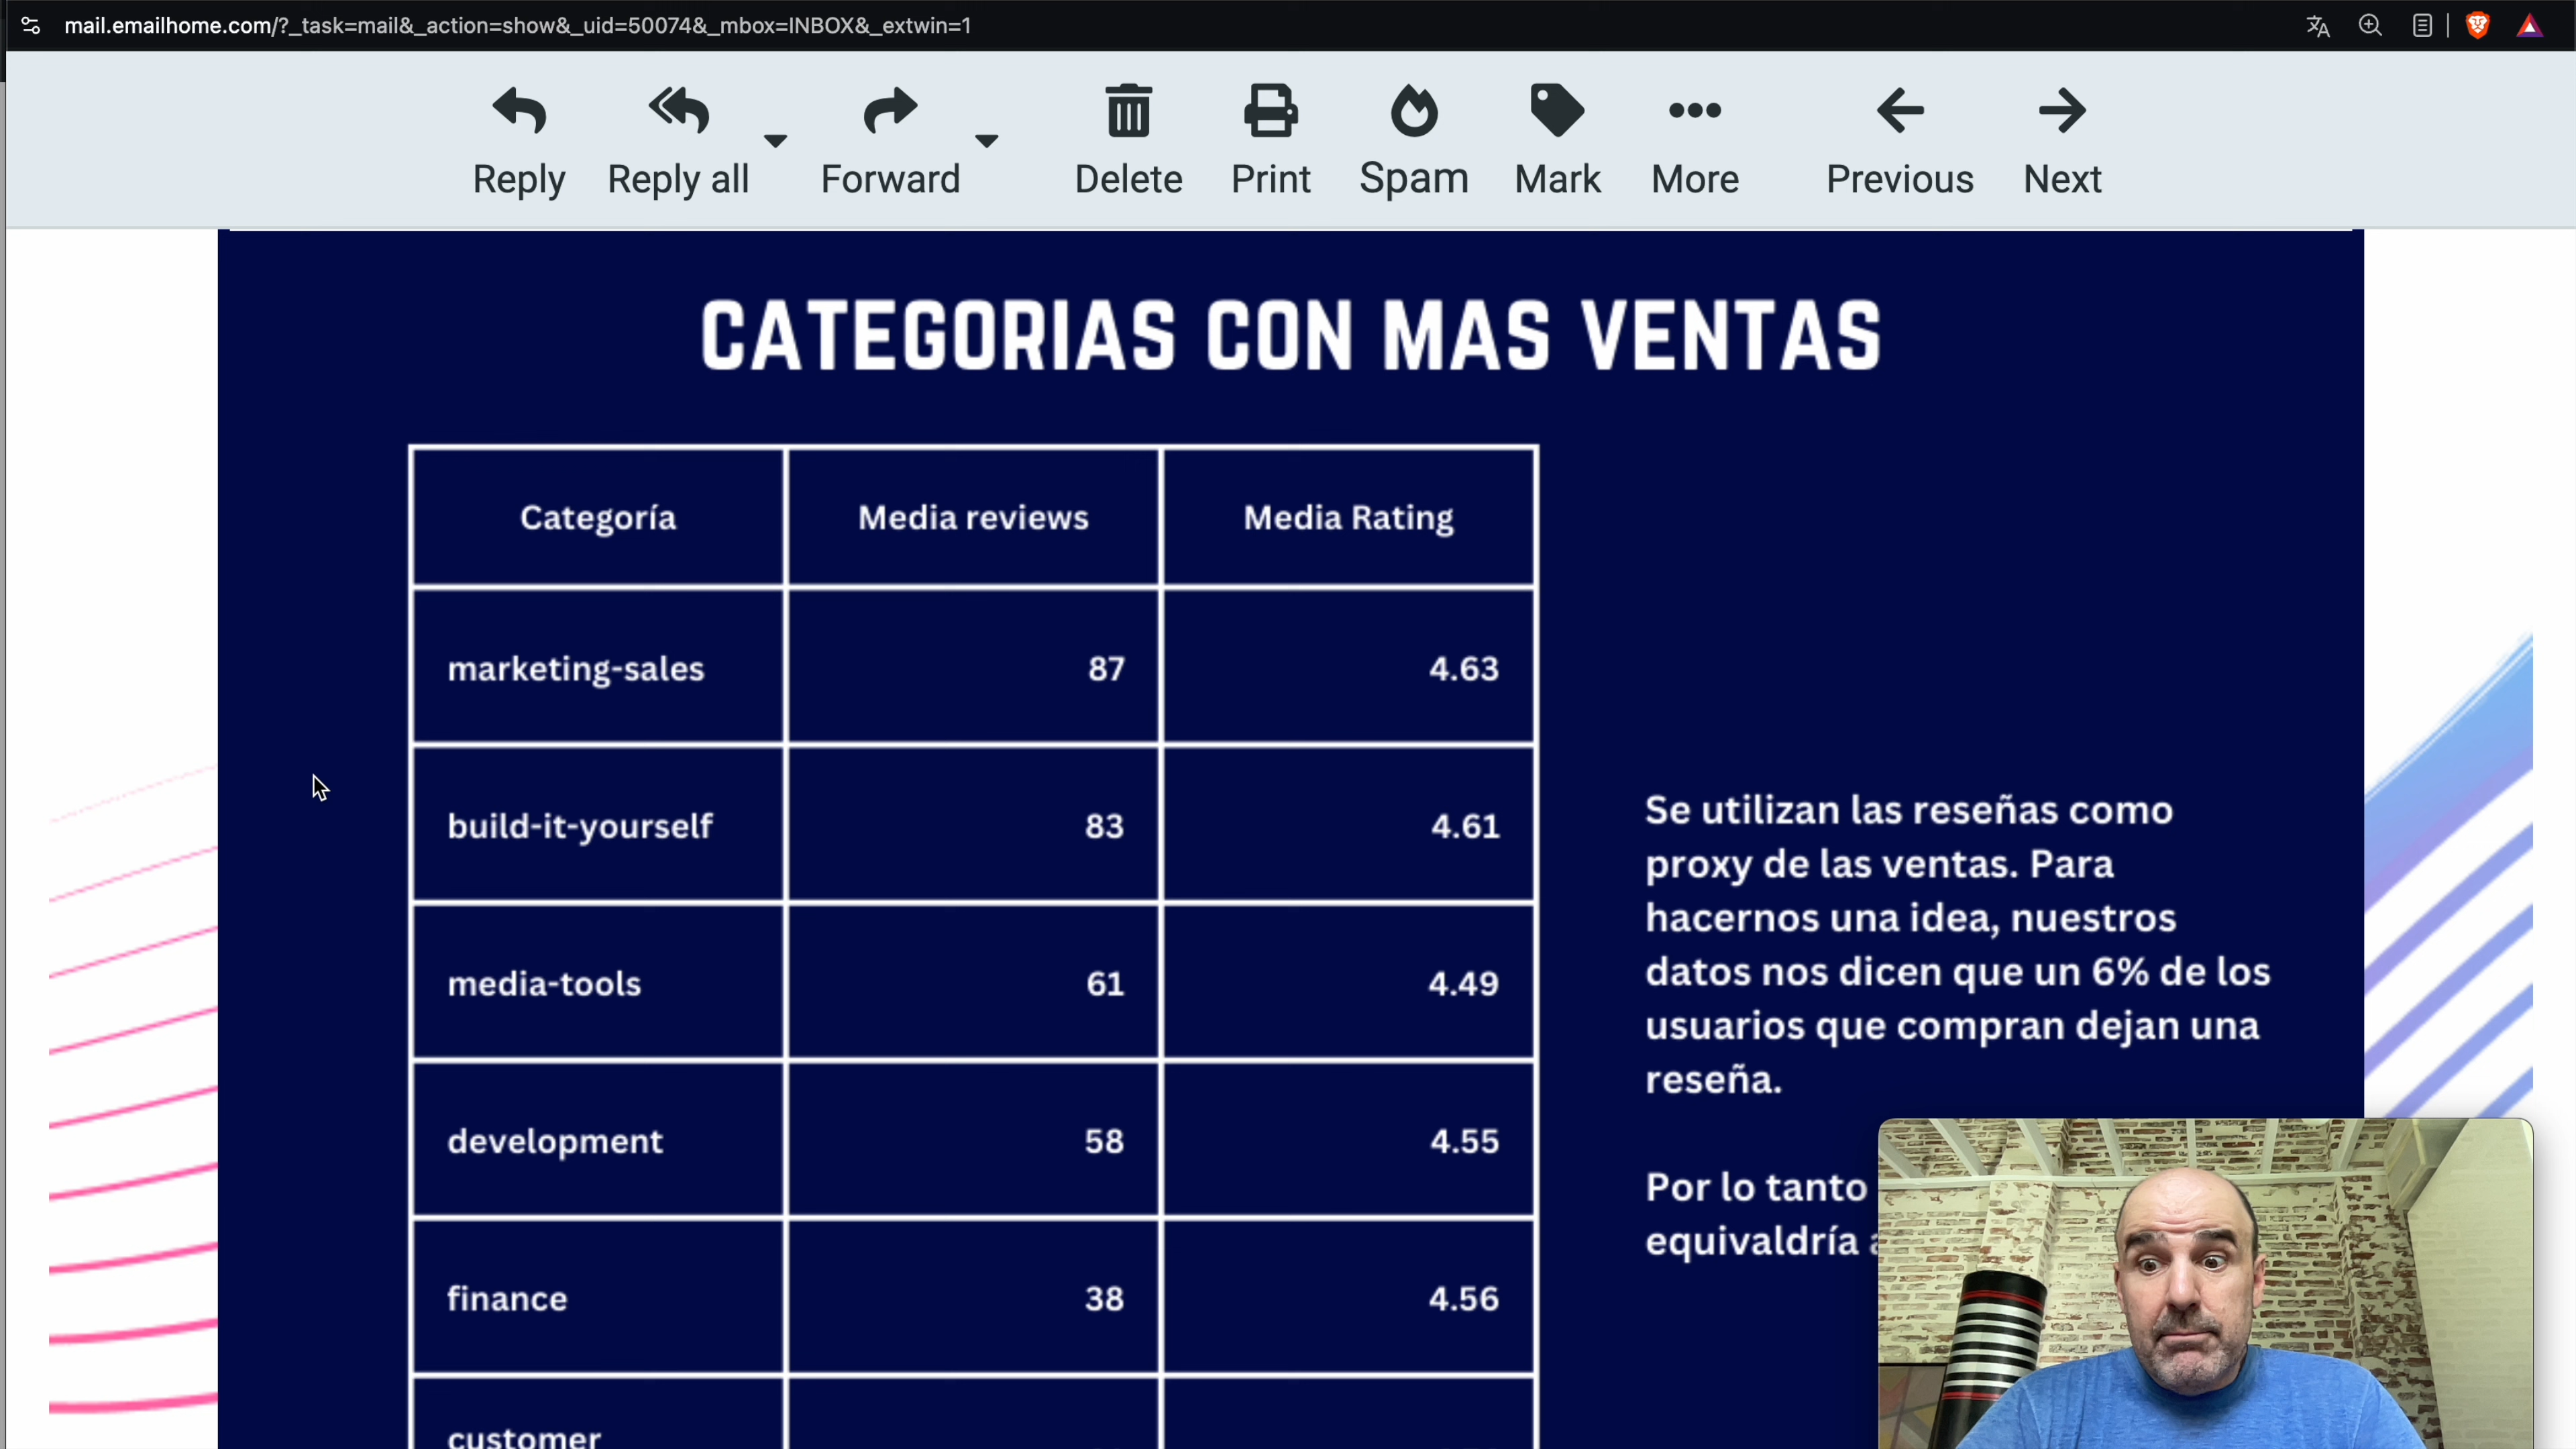 mail.emailhome.com/?_task=mail&_action=show&_uid=50074&_mbox=INBOX&_extwin=1
Reply
Reply all
Forward
Delete
Print
Spam
Mark
More
Previous
Next
CATEGORIAS CON MAS VENTAS
Categoría Media reviews Media Rating
marketing-sales 87 4.63
build-it-yourself 83 4.61
media-tools 61 4.49
development 58 4.55
finance 38 4.56
customer
Se utilizan las reseñas como
proxy de las ventas. Para
hacernos una idea, nuestros
datos nos dicen que un 6% de los
usuarios que compran dejan una
reseña.
Por lo tanto
equivaldría